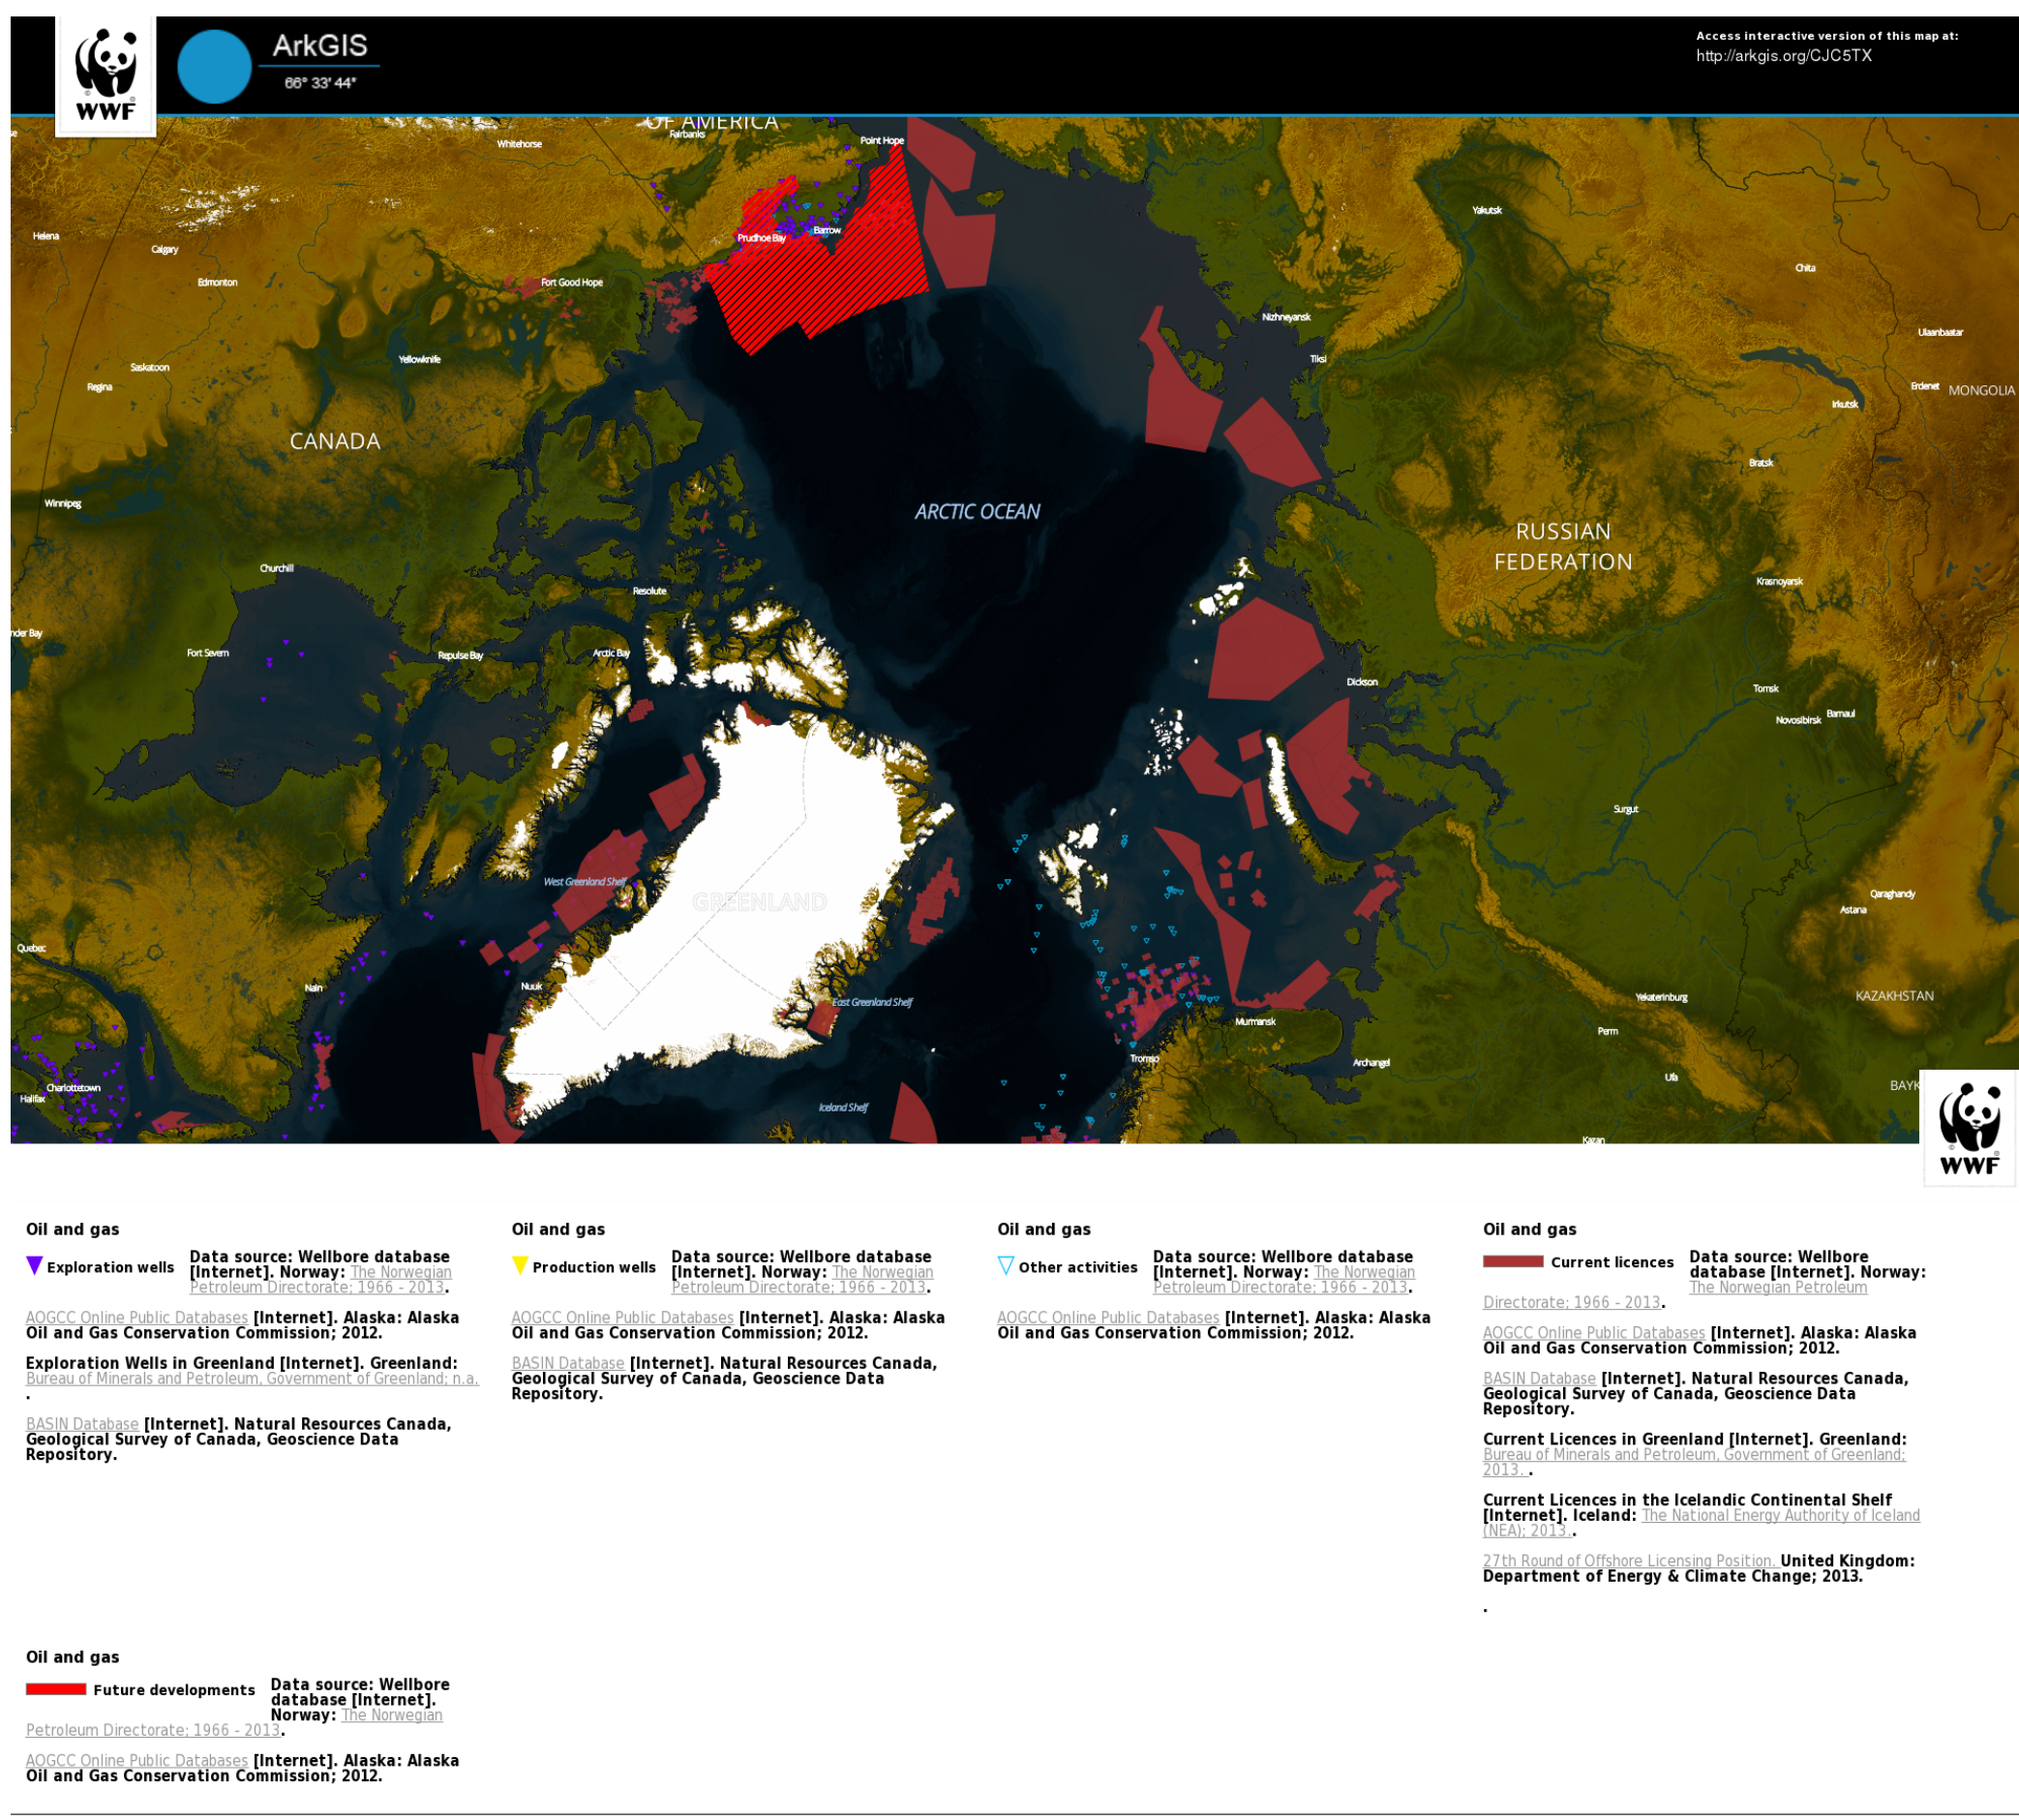 WWF
ArkGIS
66° 33' 44"
Access interactive version of this map at:
http://arkgis.org/CJC5TX
OF AMERICA
Fairbanks
Whitehorse
Point Hope
Helena
Calgary
Edmonton
Prudhoe Bay
Barrow
Fort Good Hope
Yakutsk
Chita
Nizhneyansk
Ulaanbaatar
Tiksi
Yellowknife
Saskatoon
Regina
Erdenet
MONGOLIA
Irkutsk
CANADA
Bratsk
Winnipeg
ARCTIC OCEAN
RUSSIAN
FEDERATION
Churchill
Krasnoyarsk
Resolute
nder Bay
Fort Severn
Repulse Bay
Arctic Bay
Dickson
Tomsk
Novosibirsk
Barnaul
Surgut
West Greenland Shelf
GREENLAND
Qaraghandy
Astana
Quebec
Nain
Nuuk
East Greenland Shelf
Yekaterinburg
KAZAKHSTAN
Murmansk
Perm
Tromso
Archangel
Ufa
BAYK
Charlottetown
Halifax
Iceland Shelf
Kazan
WWF
Oil and gas
Exploration wells
Data source: Wellbore database
[Internet]. Norway: The Norwegian
Petroleum Directorate; 1966 - 2013.
AOGCC Online Public Databases [Internet]. Alaska: Alaska
Oil and Gas Conservation Commission; 2012.
Exploration Wells in Greenland [Internet]. Greenland:
Bureau of Minerals and Petroleum, Government of Greenland; n.a.
.
BASIN Database [Internet]. Natural Resources Canada,
Geological Survey of Canada, Geoscience Data
Repository.
Oil and gas
Production wells
Data source: Wellbore database
[Internet]. Norway: The Norwegian
Petroleum Directorate; 1966 - 2013.
AOGCC Online Public Databases [Internet]. Alaska: Alaska
Oil and Gas Conservation Commission; 2012.
BASIN Database [Internet]. Natural Resources Canada,
Geological Survey of Canada, Geoscience Data
Repository.
Oil and gas
Other activities
Data source: Wellbore database
[Internet]. Norway: The Norwegian
Petroleum Directorate; 1966 - 2013.
AOGCC Online Public Databases [Internet]. Alaska: Alaska
Oil and Gas Conservation Commission; 2012.
Oil and gas
Current licences
Data source: Wellbore
database [Internet]. Norway:
The Norwegian Petroleum
Directorate; 1966 - 2013.
AOGCC Online Public Databases [Internet]. Alaska: Alaska
Oil and Gas Conservation Commission; 2012.
BASIN Database [Internet]. Natural Resources Canada,
Geological Survey of Canada, Geoscience Data
Repository.
Current Licences in Greenland [Internet]. Greenland:
Bureau of Minerals and Petroleum, Government of Greenland;
2013. .
Current Licences in the Icelandic Continental Shelf
[Internet]. Iceland: The National Energy Authority of Iceland
(NEA); 2013..
27th Round of Offshore Licensing Position. United Kingdom:
Department of Energy & Climate Change; 2013.
.
Oil and gas
Future developments
Data source: Wellbore
database [Internet].
Norway: The Norwegian
Petroleum Directorate; 1966 - 2013.
AOGCC Online Public Databases [Internet]. Alaska: Alaska
Oil and Gas Conservation Commission; 2012.